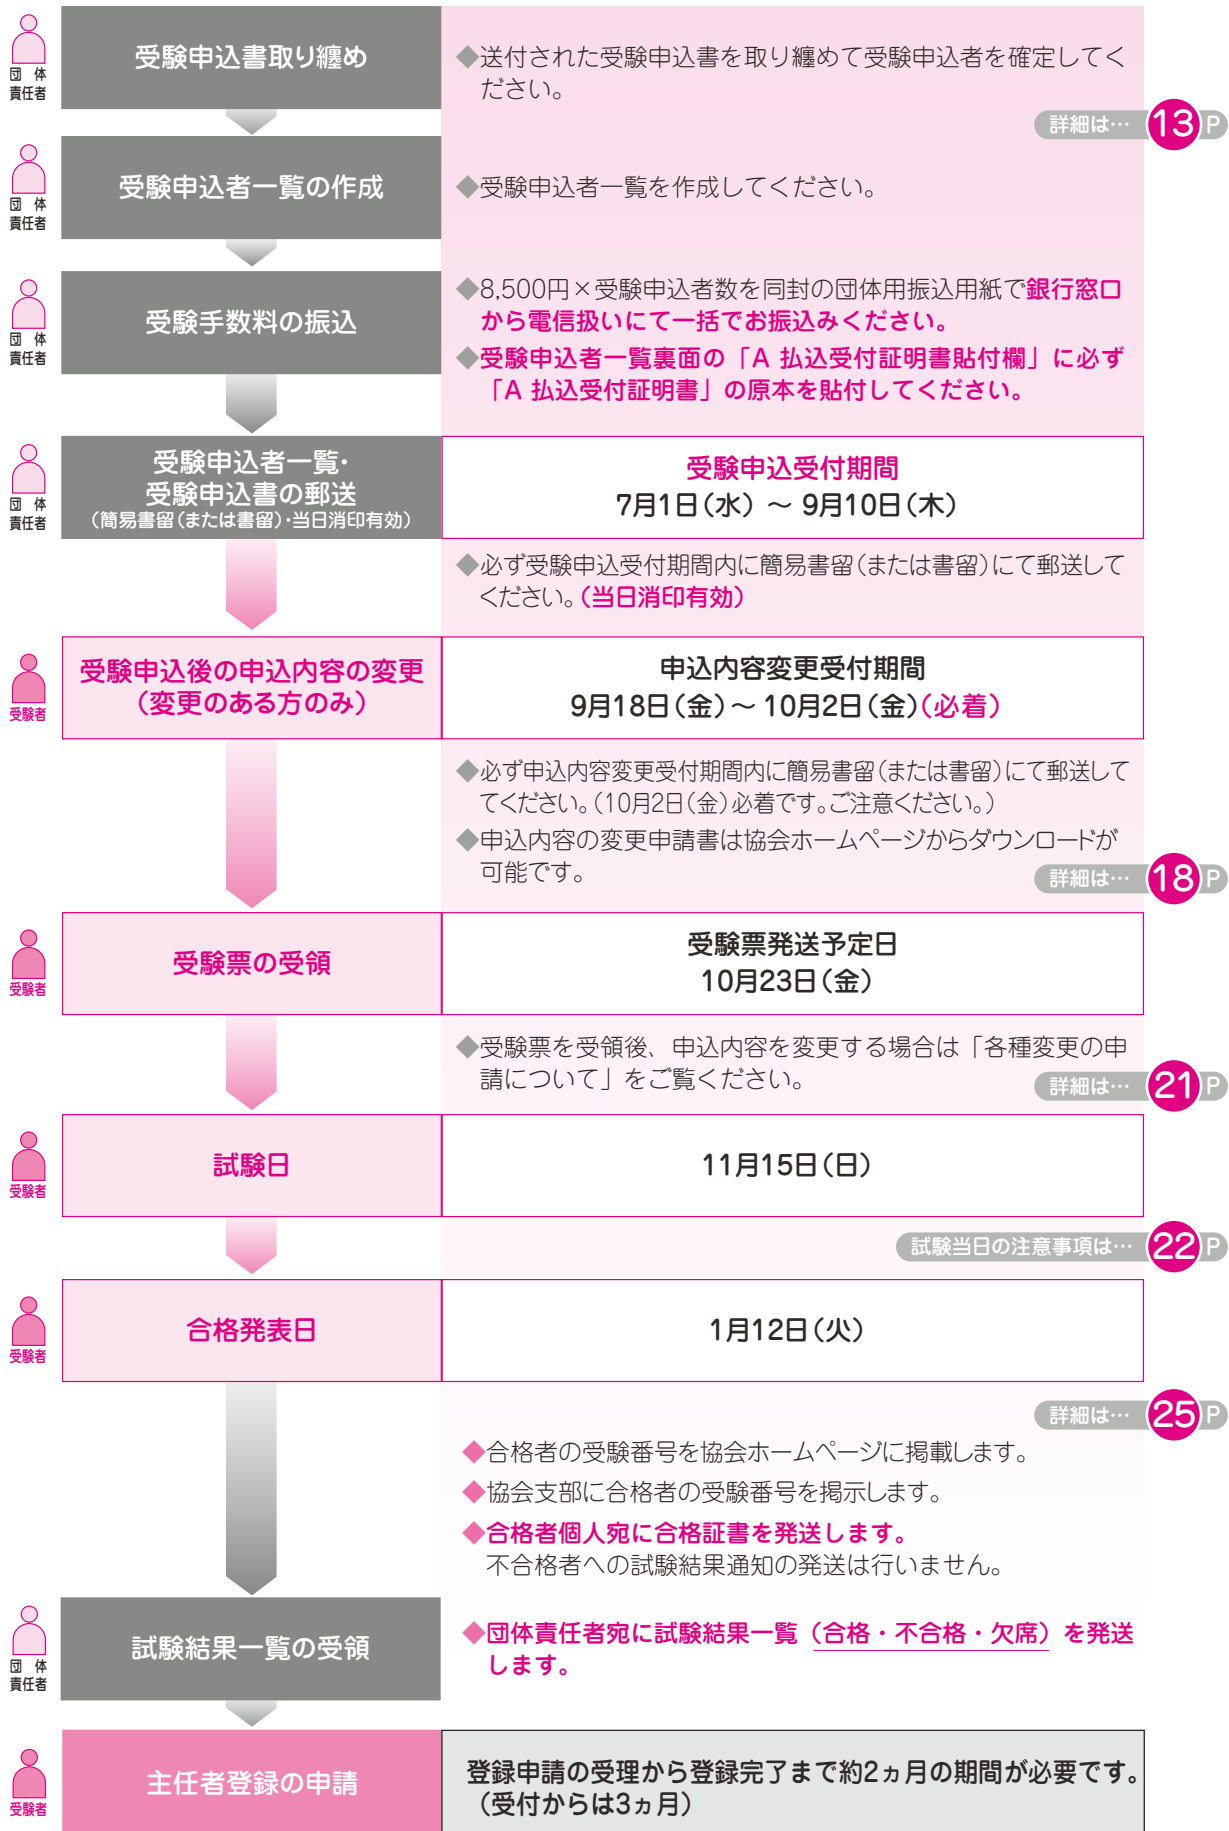 団 体
責任者
受験申込書取り纏め
◆送付された受験申込書を取り纏めて受験申込者を確定してく
ださい。
詳細は… 13 P
団 体
責任者
受験申込者一覧の作成
◆受験申込者一覧を作成してください。
団 体
責任者
受験手数料の振込
◆8,500円×受験申込者数を同封の団体用振込用紙で銀行窓口
から電信扱いにて一括でお振込みください。
◆受験申込者一覧裏面の「A 払込受付証明書貼付欄」に必ず
「A 払込受付証明書」の原本を貼付してください。
団 体
責任者
受験申込者一覧・
受験申込書の郵送
（簡易書留（または書留）・当日消印有効）
受験申込受付期間
7月1日（水）～ 9月10日（木）
◆必ず受験申込受付期間内に簡易書留（または書留）にて郵送して
ください。（当日消印有効）
受験者
受験申込後の申込内容の変更
（変更のある方のみ）
申込内容変更受付期間
9月18日（金）～ 10月2日（金）（必着）
◆必ず申込内容変更受付期間内に簡易書留（または書留）にて郵送して
てください。（10月2日（金）必着です。ご注意ください。）
◆申込内容の変更申請書は協会ホームページからダウンロードが
可能です。
詳細は… 18 P
受験者
受験票の受領
受験票発送予定日
10月23日（金）
◆受験票を受領後、申込内容を変更する場合は「各種変更の申
請について」をご覧ください。
詳細は… 21 P
受験者
試験日
11月15日（日）
試験当日の注意事項は… 22 P
受験者
合格発表日
1月12日（火）
詳細は… 25 P
◆合格者の受験番号を協会ホームページに掲載します。
◆協会支部に合格者の受験番号を掲示します。
◆合格者個人宛に合格証書を発送します。
不合格者への試験結果通知の発送は行いません。
団 体
責任者
試験結果一覧の受領
◆団体責任者宛に試験結果一覧（合格・不合格・欠席）を発送
します。
受験者
主任者登録の申請
登録申請の受理から登録完了まで約2ヵ月の期間が必要です。
（受付からは3ヵ月）